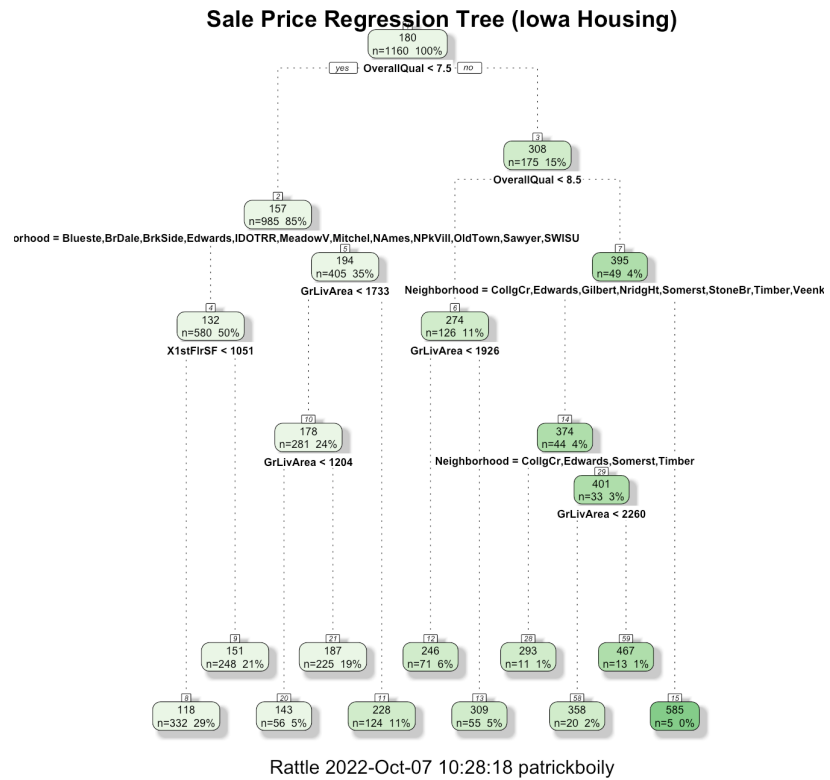 Sale Price Regression Tree (Iowa Housing)
180
n=1160 100%
yes OverallQual < 7.5 no
3
308
n=175 15%
OverallQual < 8.5
2
157
n=985 85%
orhood = Blueste,BrDale,BrkSide,Edwards,IDOTRR,MeadowV,Mitchel,NAmes,NPkVill,OldTown,Sawyer,SWISU
5
194
n=405 35%
GrLivArea < 1733
7
395
n=49 4%
Neighborhood = CollgCr,Edwards,Gilbert,NridgHt,Somerst,StoneBr,Timber,Veenk
4
132
n=580 50%
X1stFlrSF < 1051
6
274
n=126 11%
GrLivArea < 1926
10
178
n=281 24%
GrLivArea < 1204
14
374
n=44 4%
Neighborhood = CollgCr,Edwards,Somerst,Timber
29
401
n=33 3%
GrLivArea < 2260
9
151
n=248 21%
21
187
n=225 19%
12
246
n=71 6%
28
293
n=11 1%
59
467
n=13 1%
8
118
n=332 29%
20
143
n=56 5%
11
228
n=124 11%
13
309
n=55 5%
58
358
n=20 2%
15
585
n=5 0%
Rattle 2022-Oct-07 10:28:18 patrickboily